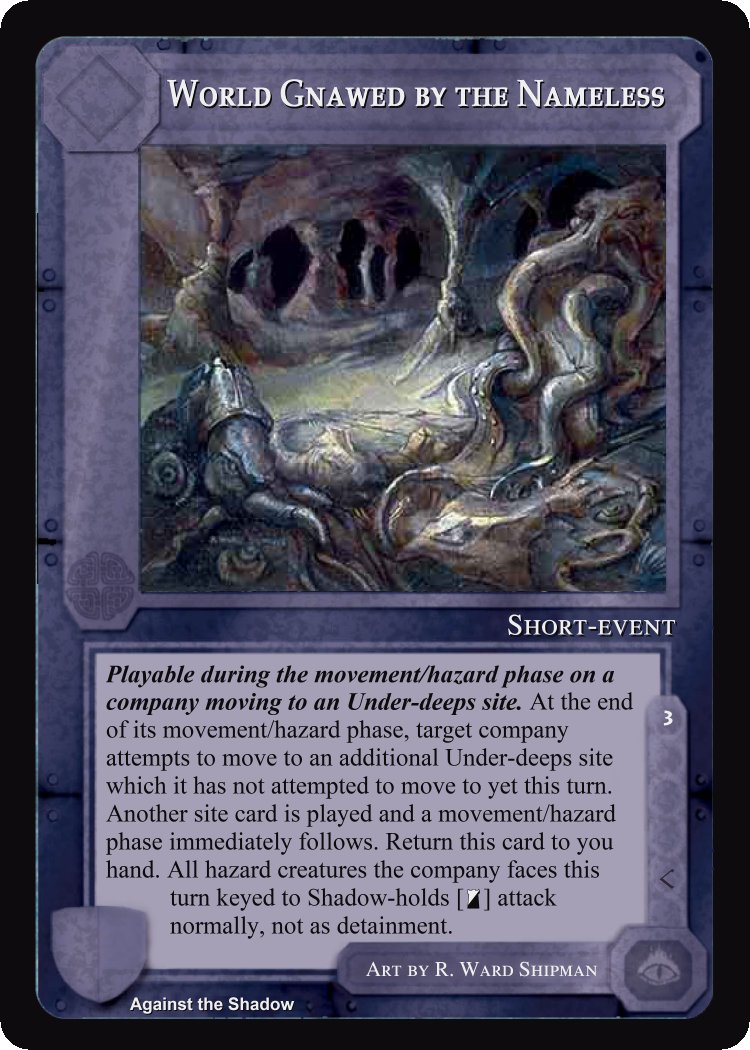 World Gnawed by the Nameless
Short-event
Playable during the movement/hazard phase on a
company moving to an Under-deeps site. At the end
of its movement/hazard phase, target company
attempts to move to an additional Under-deeps site
which it has not attempted to move to yet this turn.
Another site card is played and a movement/hazard
phase immediately follows. Return this card to you
hand. All hazard creatures the company faces this
turn keyed to Shadow-holds [ ] attack
normally, not as detainment.
3
Art by R. Ward Shipman
Against the Shadow